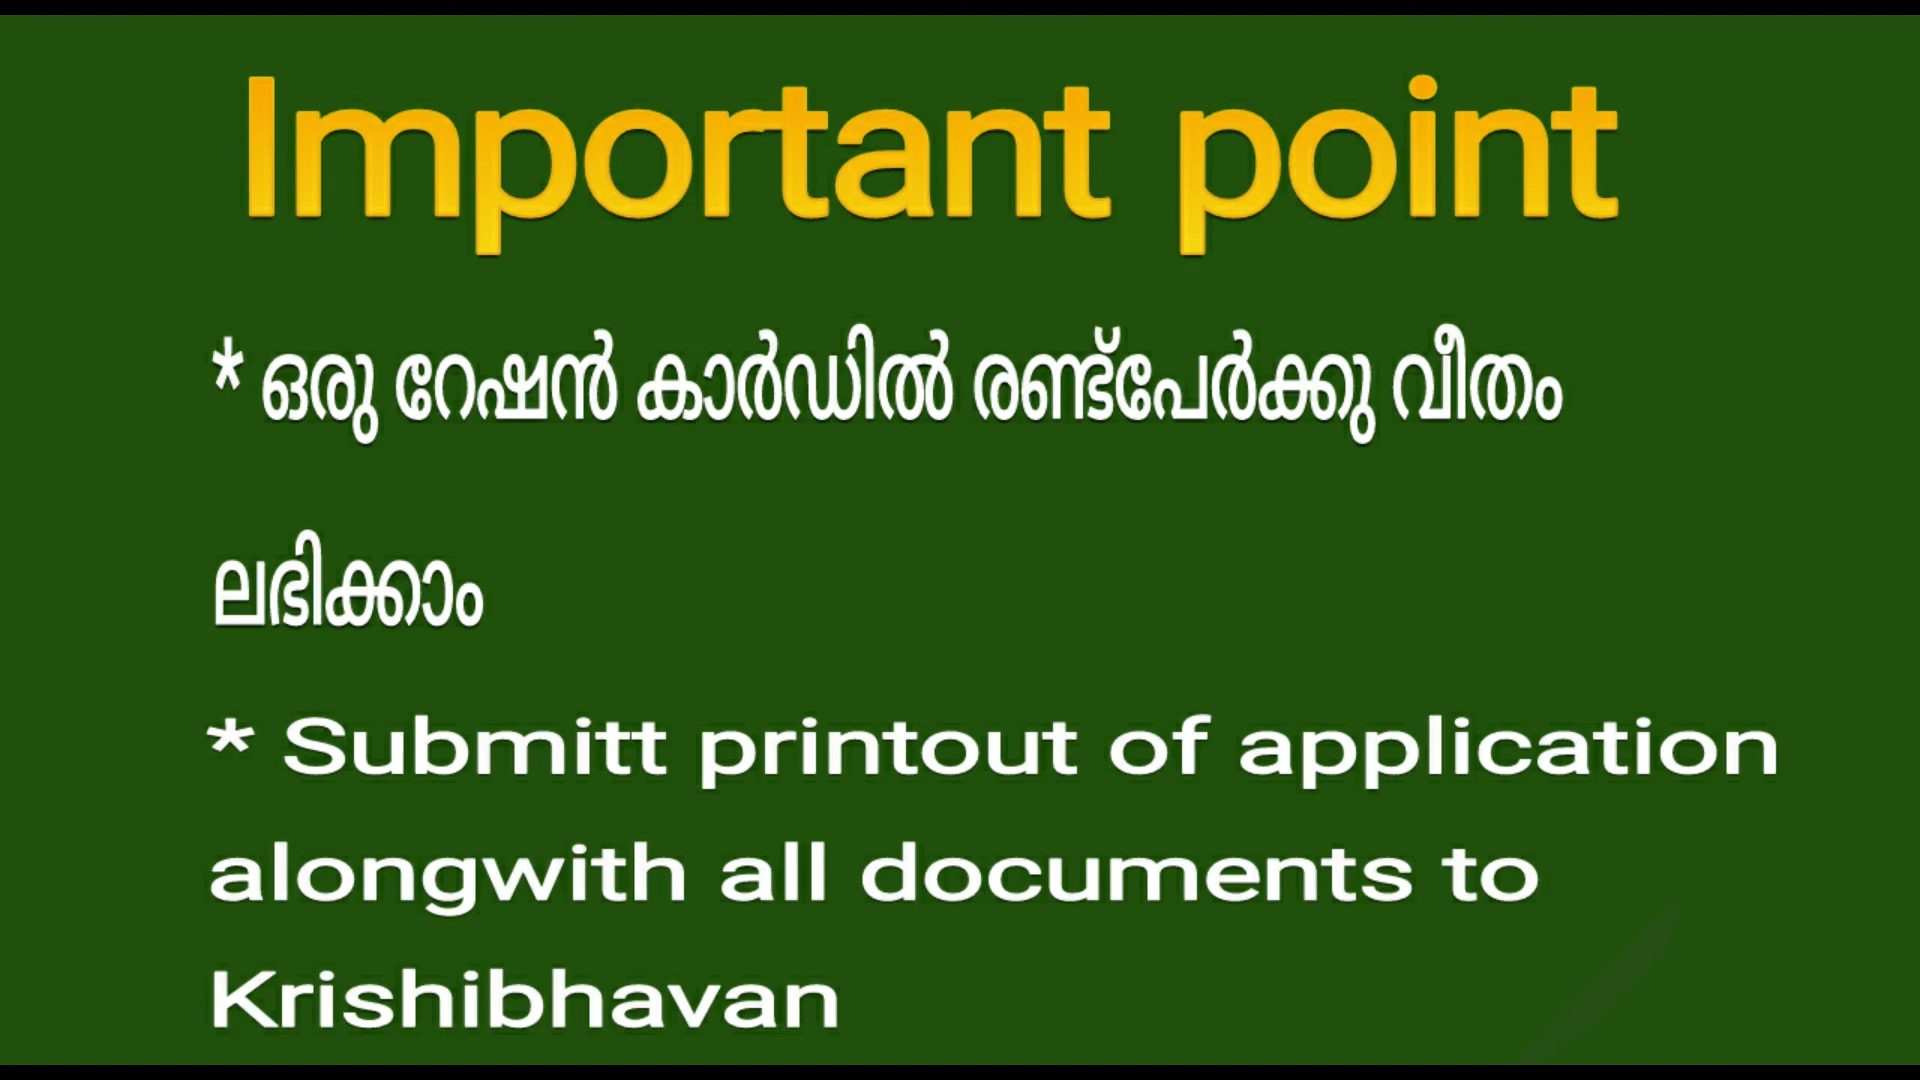 Important point
* ഒരു റേഷൻ കാർഡിൽ രണ്ട്പേർക്കു വീതം
ലഭിക്കാം
* Submitt printout of application
alongwith all documents to
Krishibhavan